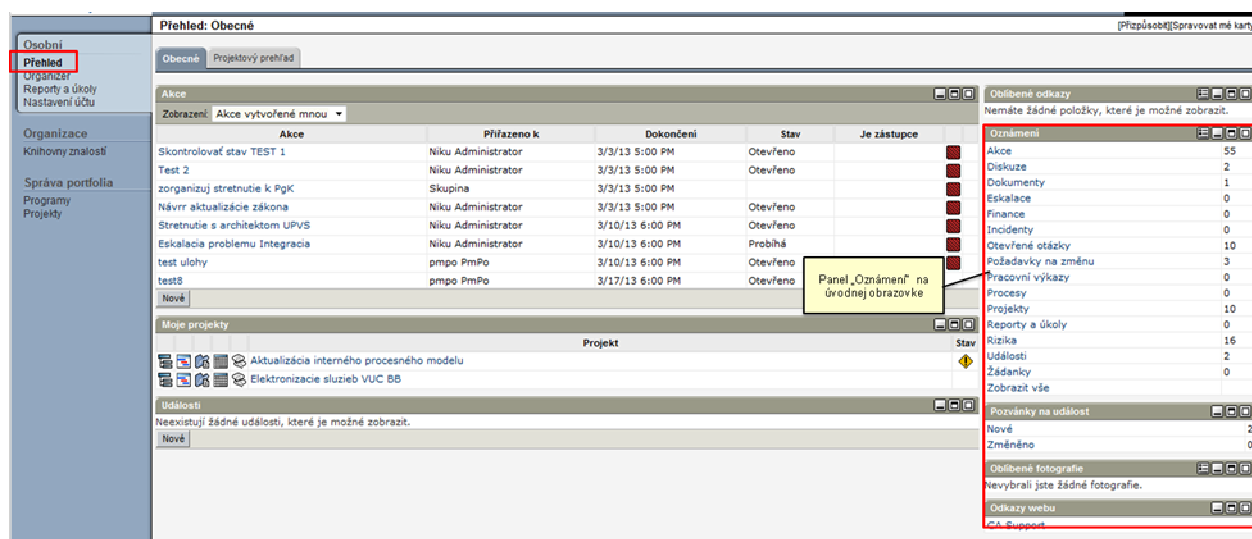 Přehled: Obecné
[Přizpůsobit][Spravovat mé karty
Osobní
Přehled
Organizer
Reporty a úkoly
Nastavení účtu
Organizace
Knihovny znalostí
Správa portfolia
Programy
Projekty
Obecné Projektový prehľad
Akce
Zobrazení: Akce vytvořené mnou
Akce Přiřazeno k Dokončení Stav Je zástupce
Skontrolovať stav TEST 1 Niku Administrator 3/3/13 5:00 PM Otevřeno
Test 2 Niku Administrator 3/3/13 5:00 PM Otevřeno
zorganizuj stretnutie k PgK Skupina 3/3/13 5:00 PM
Návrr aktualizácie zákona Niku Administrator 3/3/13 5:00 PM Otevřeno
Stretnutie s architektom UPVS Niku Administrator 3/10/13 6:00 PM Otevřeno
Eskalacia problemu Integracia Niku Administrator 3/10/13 6:00 PM Probíhá
test ulohy pmpo PmPo 3/10/13 6:00 PM Otevřeno
test8 pmpo PmPo 3/17/13 6:00 PM Otevřeno
Nové
Panel „Oznámení" na
úvodnej obrazovke
Moje projekty
Projekt Stav
Aktualizácia interného procesného modelu
Elektronizacie sluzieb VUC BB
Události
Neexistují žádné události, které je možné zobrazit.
Nové
Oblíbené odkazy
Nemáte žádné položky, které je možné zobrazit.
Oznámení
Akce 55
Diskuze 2
Dokumenty 1
Eskalace 0
Finance 0
Incidenty 0
Otevřené otázky 10
Požadavky na změnu 3
Pracovní výkazy 0
Procesy 0
Projekty 10
Reporty a úkoly 0
Rizika 16
Události 2
Žádanky 0
Zobrazit vše
Pozvánky na událost
Nové 2
Změněno 0
Oblíbené fotografie
Nevybrali jste žádné fotografie.
Odkazy webu
CA Support